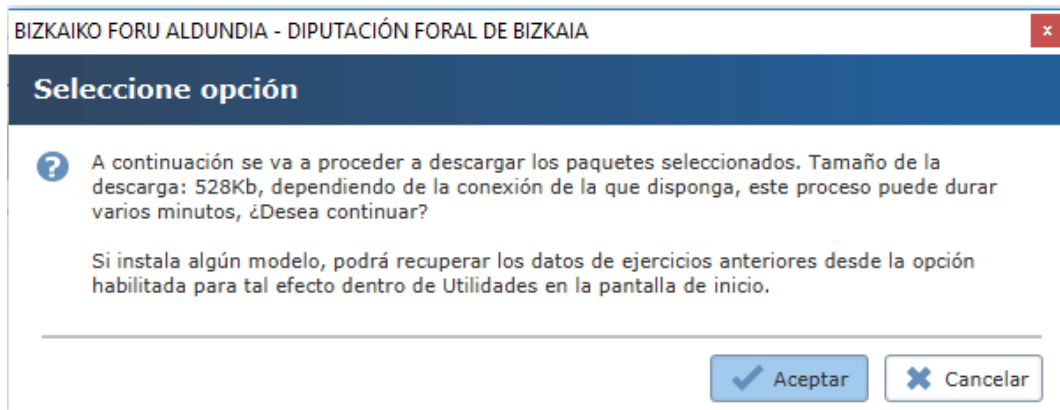 BIZKAIKO FORU ALDUNDIA - DIPUTACIÓN FORAL DE BIZKAIA
x
Seleccione opción
?
A continuación se va a proceder a descargar los paquetes seleccionados. Tamaño de la
descarga: 528Kb, dependiendo de la conexión de la que disponga, este proceso puede durar
varios minutos, ¿Desea continuar?
Si instala algún modelo, podrá recuperar los datos de ejercicios anteriores desde la opción
habilitada para tal efecto dentro de Utilidades en la pantalla de inicio.
Aceptar
Cancelar